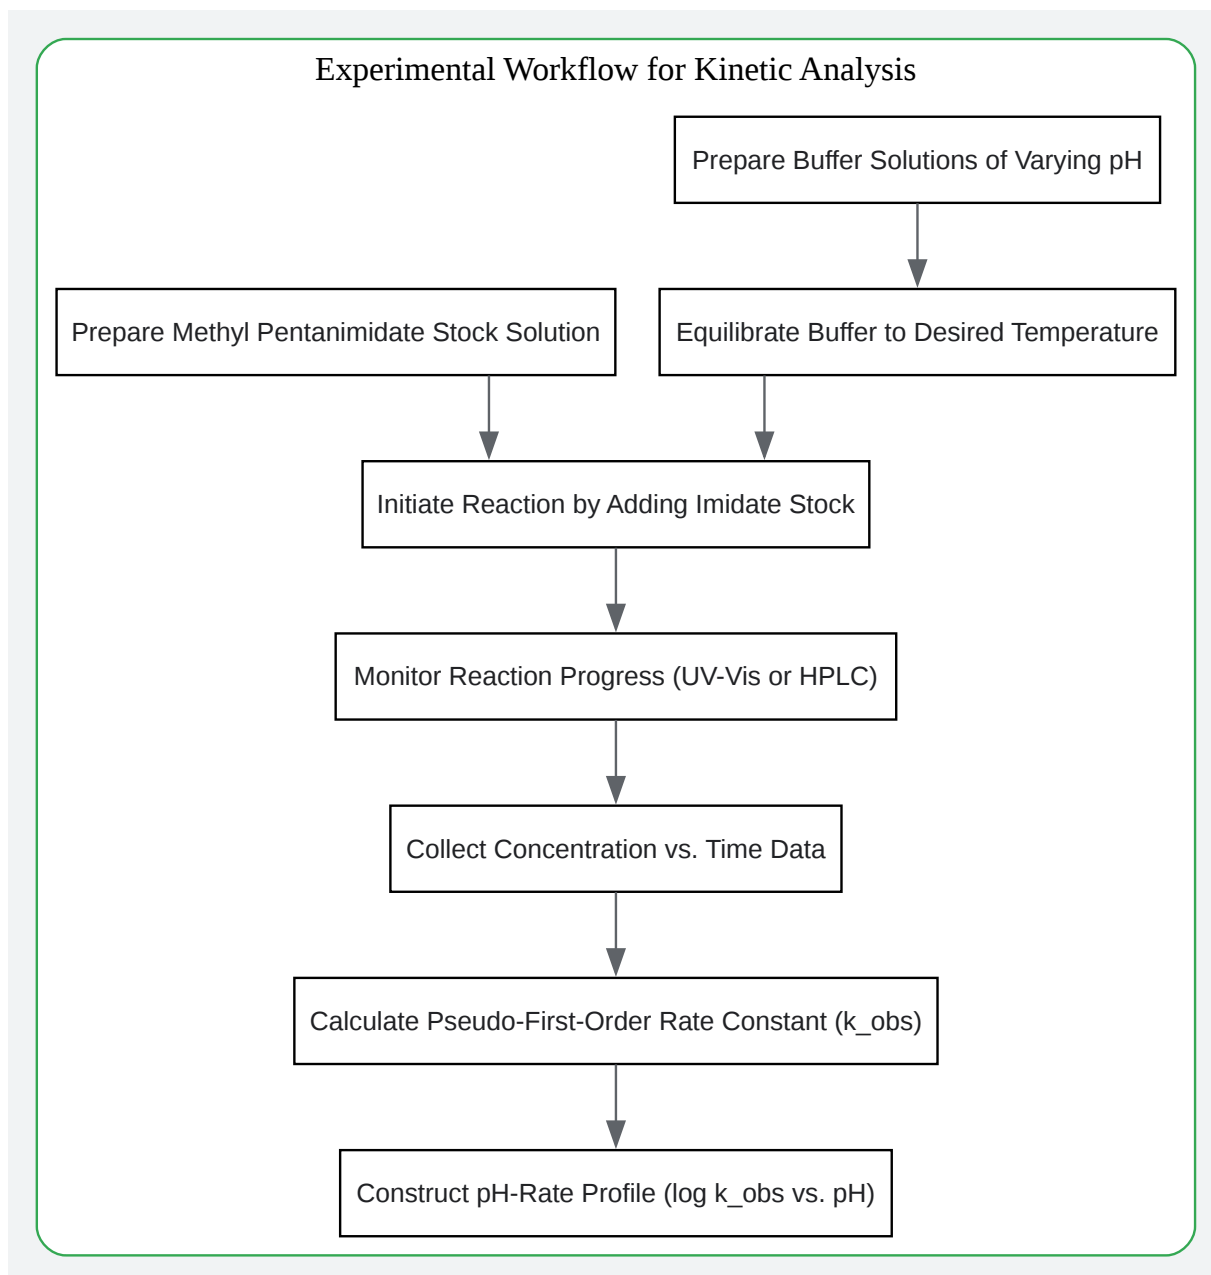 Experimental Workflow for Kinetic Analysis
Prepare Buffer Solutions of Varying pH
Prepare Methyl Pentanimidate Stock Solution
Equilibrate Buffer to Desired Temperature
Initiate Reaction by Adding Imidate Stock
Monitor Reaction Progress (UV-Vis or HPLC)
Collect Concentration vs. Time Data
Calculate Pseudo-First-Order Rate Constant (k_obs)
Construct pH-Rate Profile (log k_obs vs. pH)